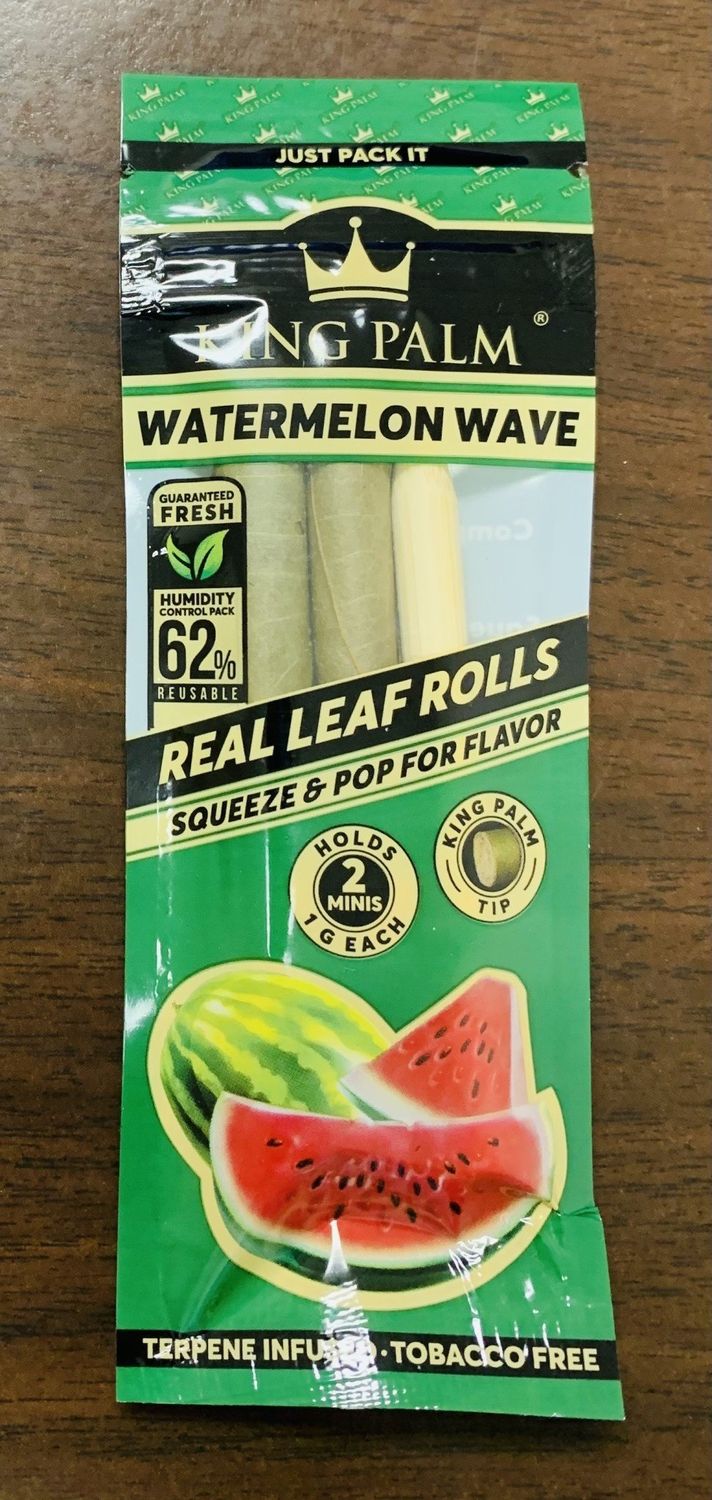 JUST PACK IT
KING PALM ®
WATERMELON WAVE
GUARANTEED
FRESH
HUMIDITY
CONTROL PACK
62%
REUSABLE
REAL LEAF ROLLS
SQUEEZE & POP FOR FLAVOR
HOLDS
2
MINIS
1 G EACH
KING PALM
TIP
TERPENE INFUSED · TOBACCO FREE